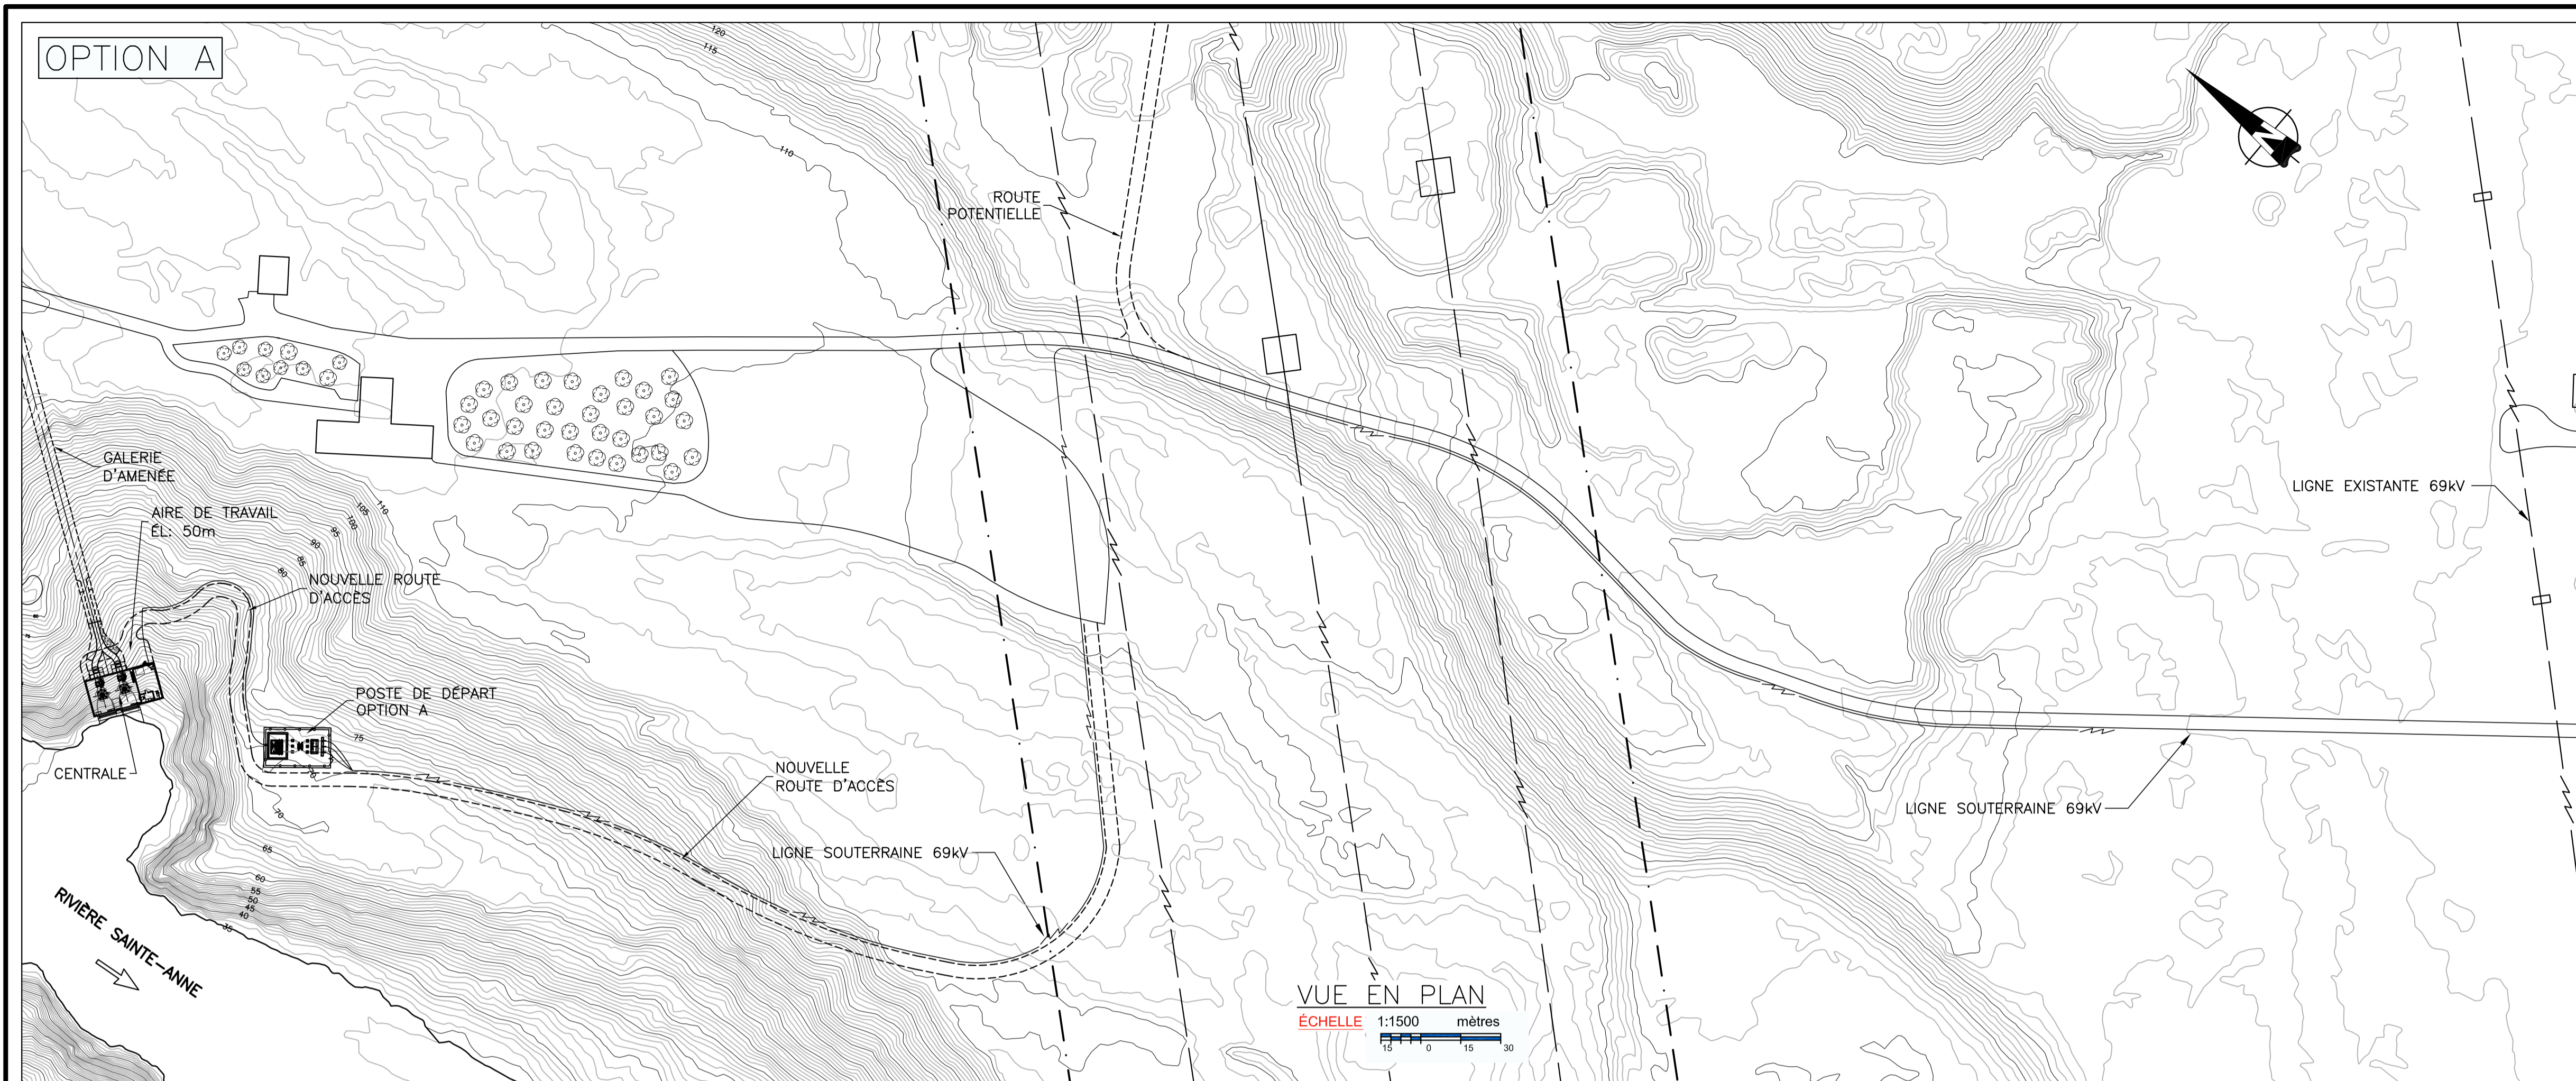 OPTION A
120
115
110
ROUTE
POTENTIELLE
N
GALERIE
D'AMENÉE
110
105
100
95
90
85
80
AIRE DE TRAVAIL
ÉL: 50m
NOUVELLE ROUTE
D'ACCÈS
LIGNE EXISTANTE 69kV
POSTE DE DÉPART
OPTION A
75
CENTRALE
70
70
NOUVELLE
ROUTE D'ACCÈS
LIGNE SOUTERRAINE 69kV
LIGNE SOUTERRAINE 69kV
65
60
55
50
45
40
35
RIVIÈRE SAINTE-ANNE
VUE EN PLAN
ÉCHELLE 1:1500 mètres
15 0 15 30